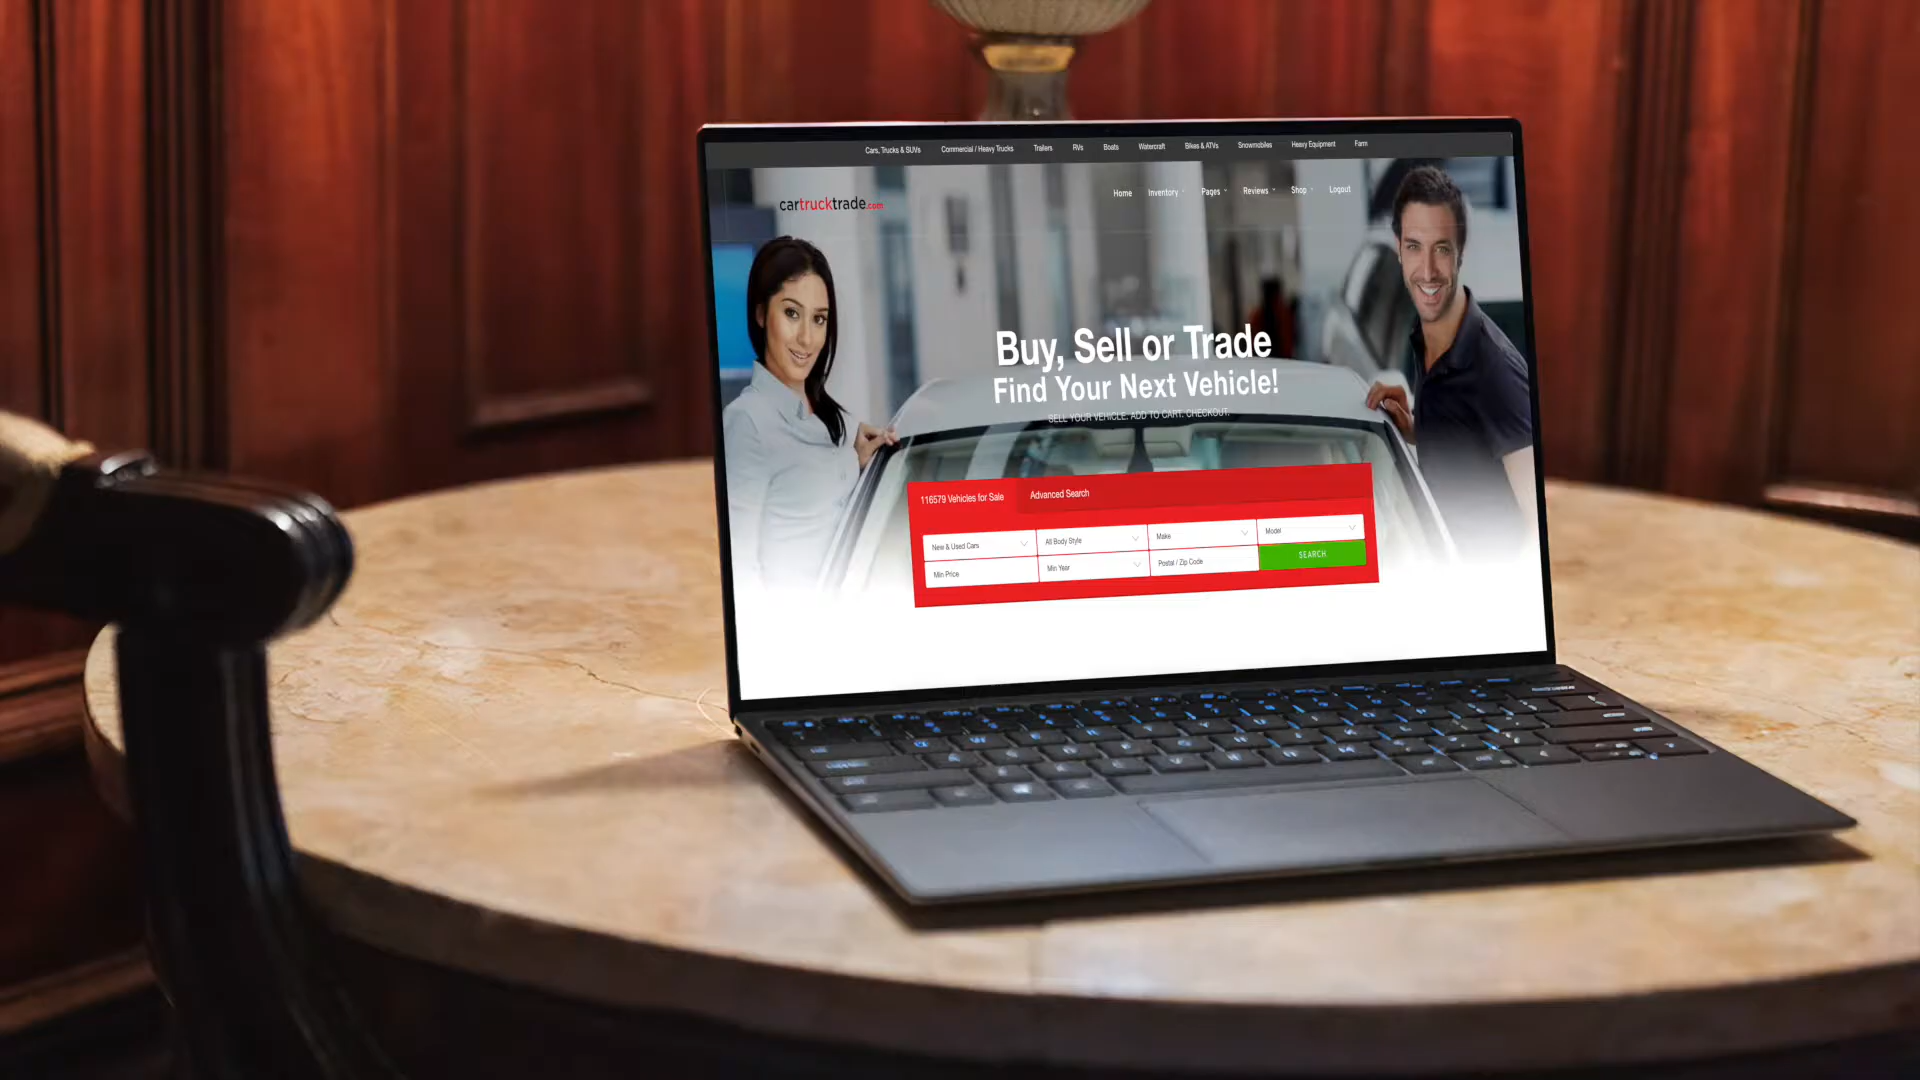 Cars, Trucks & SUVs Commercial / Heavy Trucks Trailers RVs Boats Watercraft Bikes & ATVs Snowmobiles Heavy Equipment Farm
cartrucktrade.com
Home Inventory Pages Reviews Shop Logout
Buy, Sell or Trade
Find Your Next Vehicle!
SELL YOUR VEHICLE. ADD TO CART. CHECKOUT.
116579 Vehicles for Sale Advanced Search
New & Used Cars All Body Style Make Model
Min Price Min Year Postal / Zip Code SEARCH